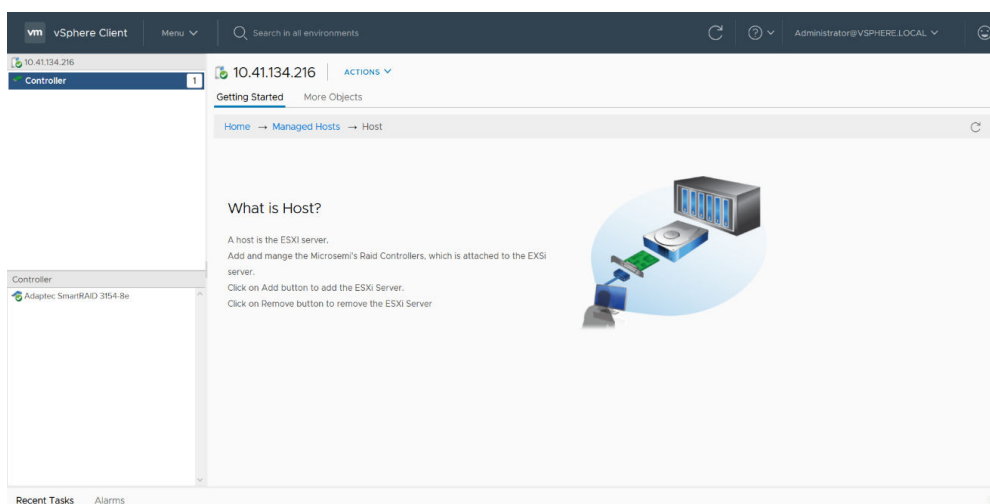 vm vSphere Client Menu Search in all environments Administrator@VSPHERE.LOCAL
10.41.134.216
Controller 1
10.41.134.216 ACTIONS
Getting Started More Objects
Home → Managed Hosts → Host
What is Host?
A host is the ESXI server.
Add and mange the Microsemi's Raid Controllers, which is attached to the EXSi
server.
Click on Add button to add the ESXi Server.
Click on Remove button to remove the ESXi Server
Controller
Adaptec SmartRAID 3154-8e
Recent Tasks Alarms